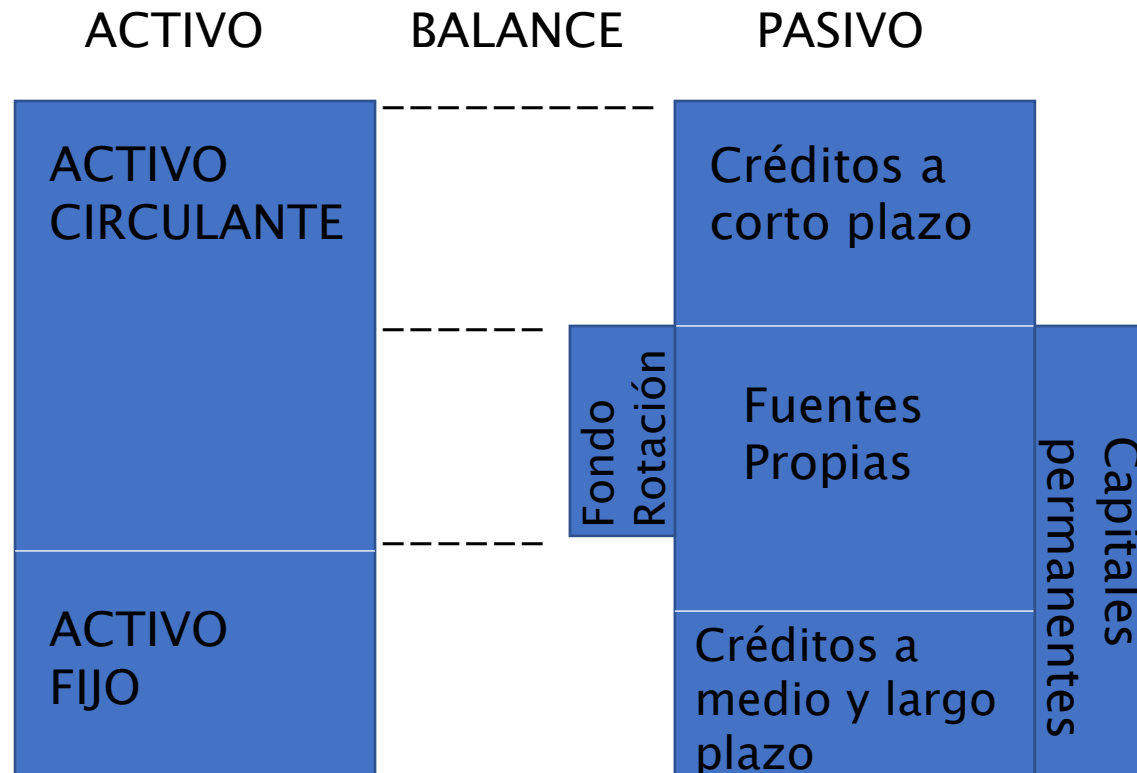 ACTIVO BALANCE PASIVO
ACTIVO
CIRCULANTE
Créditos a
corto plazo
Fondo
Rotación
Fuentes
Propias
Capitales
permanentes
ACTIVO
FIJO
Créditos a
medio y largo
plazo